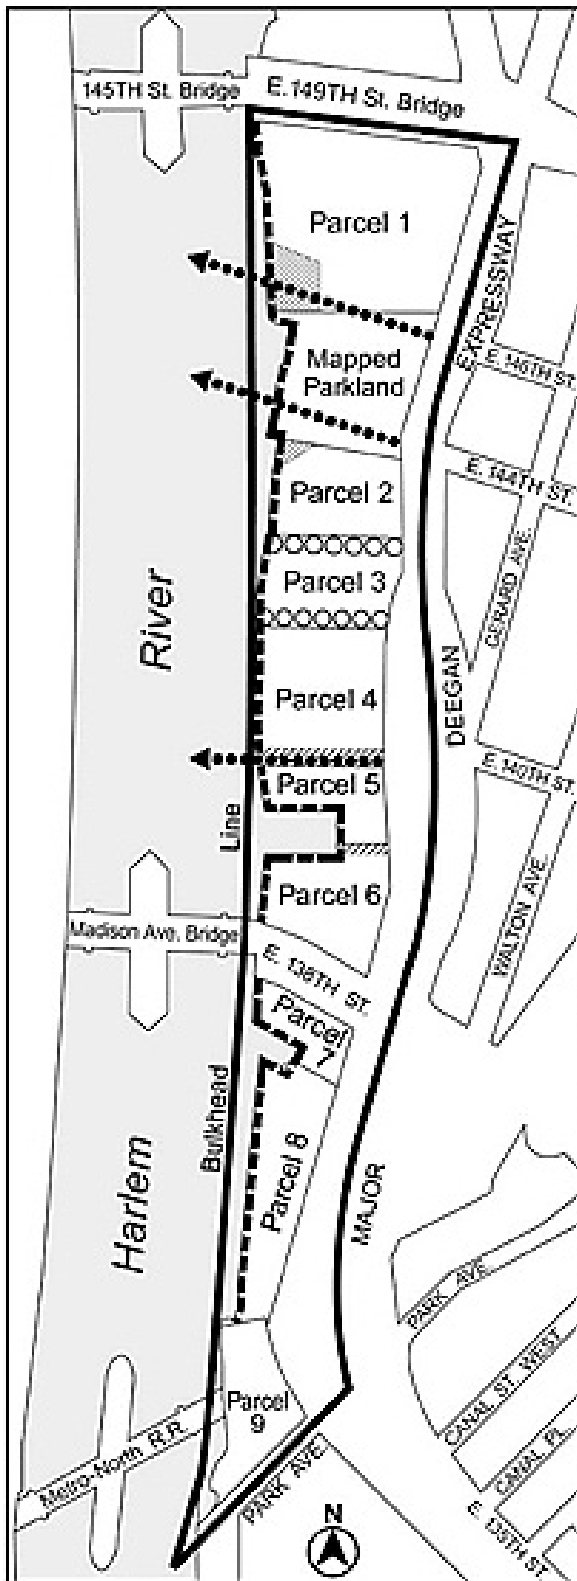 145TH St. Bridge
E. 149TH St. Bridge
Parcel 1
EXPRESSWAY
E. 146TH ST.
Mapped
Parkland
E. 144TH ST.
Parcel 2
GERARD AVE.
Parcel 3
River
Parcel 4
DEEGAN
E. 140TH ST.
Parcel 5
Line
Parcel 6
WALTON AVE.
Madison Ave. Bridge
E. 138TH ST.
Parcel
7
Bulkhead
Parcel 8
Harlem
MAJOR
PARK AVE.
CANAL ST. WEST
Parcel
9
CANAL PL.
Metro-North R.R.
PARK AVE.
E. 135TH ST.
N